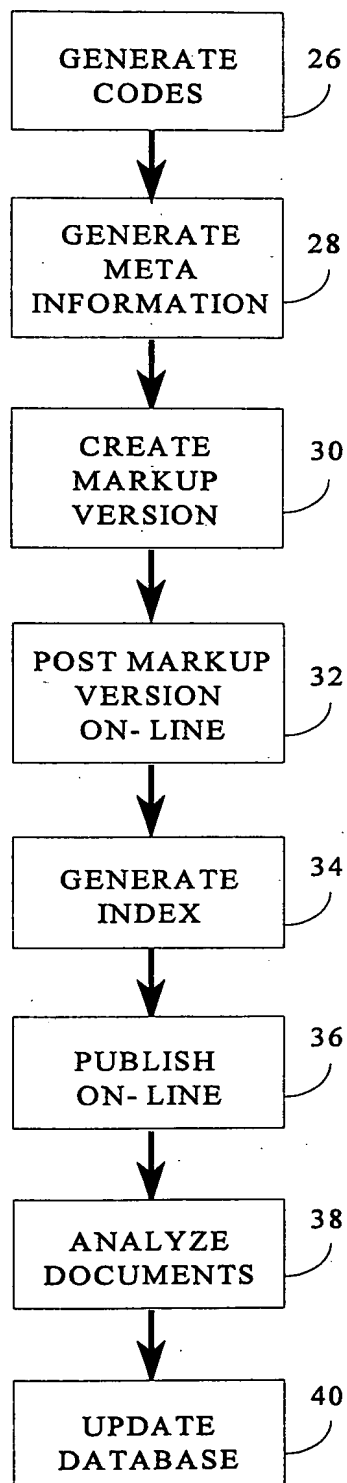 GENERATE
CODES
26
GENERATE
META
INFORMATION
28
CREATE
MARKUP
VERSION
30
POST MARKUP
VERSION
ON- LINE
32
GENERATE
INDEX
34
PUBLISH
ON- LINE
36
ANALYZE
DOCUMENTS
38
UPDATE
DATABASE
40